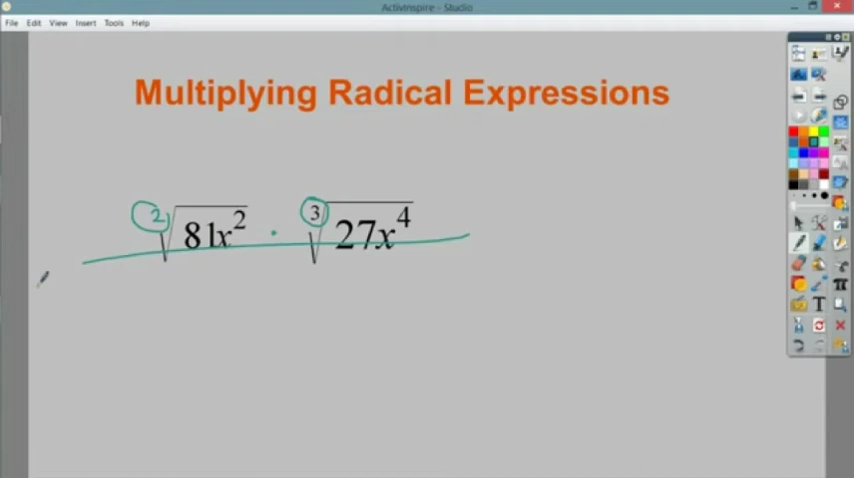 ActivInspire - Studio
File Edit View Insert Tools Help
Multiplying Radical Expressions
²√81x² · ³√27x⁴